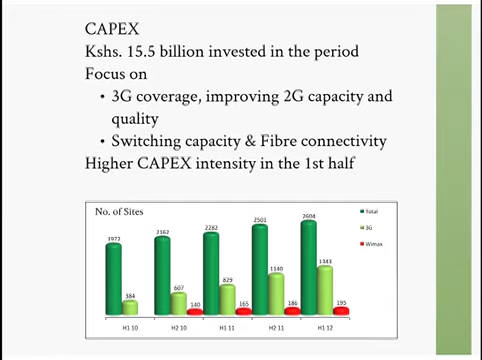 CAPEX
Kshs. 15.5 billion invested in the period
Focus on
• 3G coverage, improving 2G capacity and
quality
• Switching capacity & Fibre connectivity
Higher CAPEX intensity in the 1st half
No. of Sites
Total
3G
Wimax
1977 384
2162 607 140
2282 829 165
2501 1140 186
2604 1343 195
H1 10 H2 10 H1 11 H2 11 H1 12